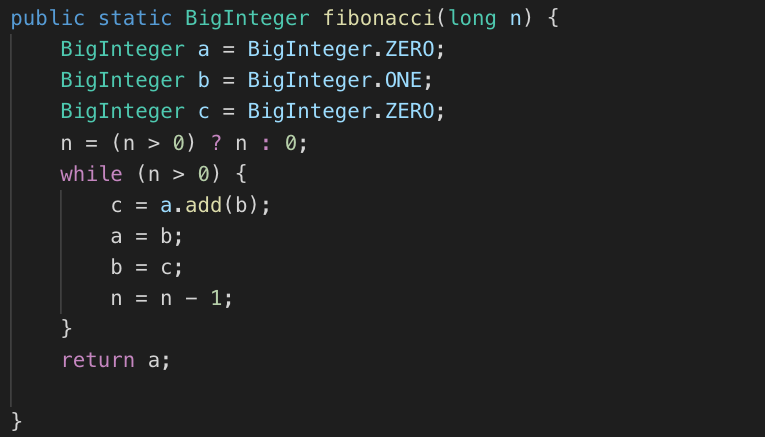 public static BigInteger fibonacci(long n) {
    BigInteger a = BigInteger.ZERO;
    BigInteger b = BigInteger.ONE;
    BigInteger c = BigInteger.ZERO;
    n = (n > 0) ? n : 0;
    while (n > 0) {
        c = a.add(b);
        a = b;
        b = c;
        n = n - 1;
    }
    return a;
}